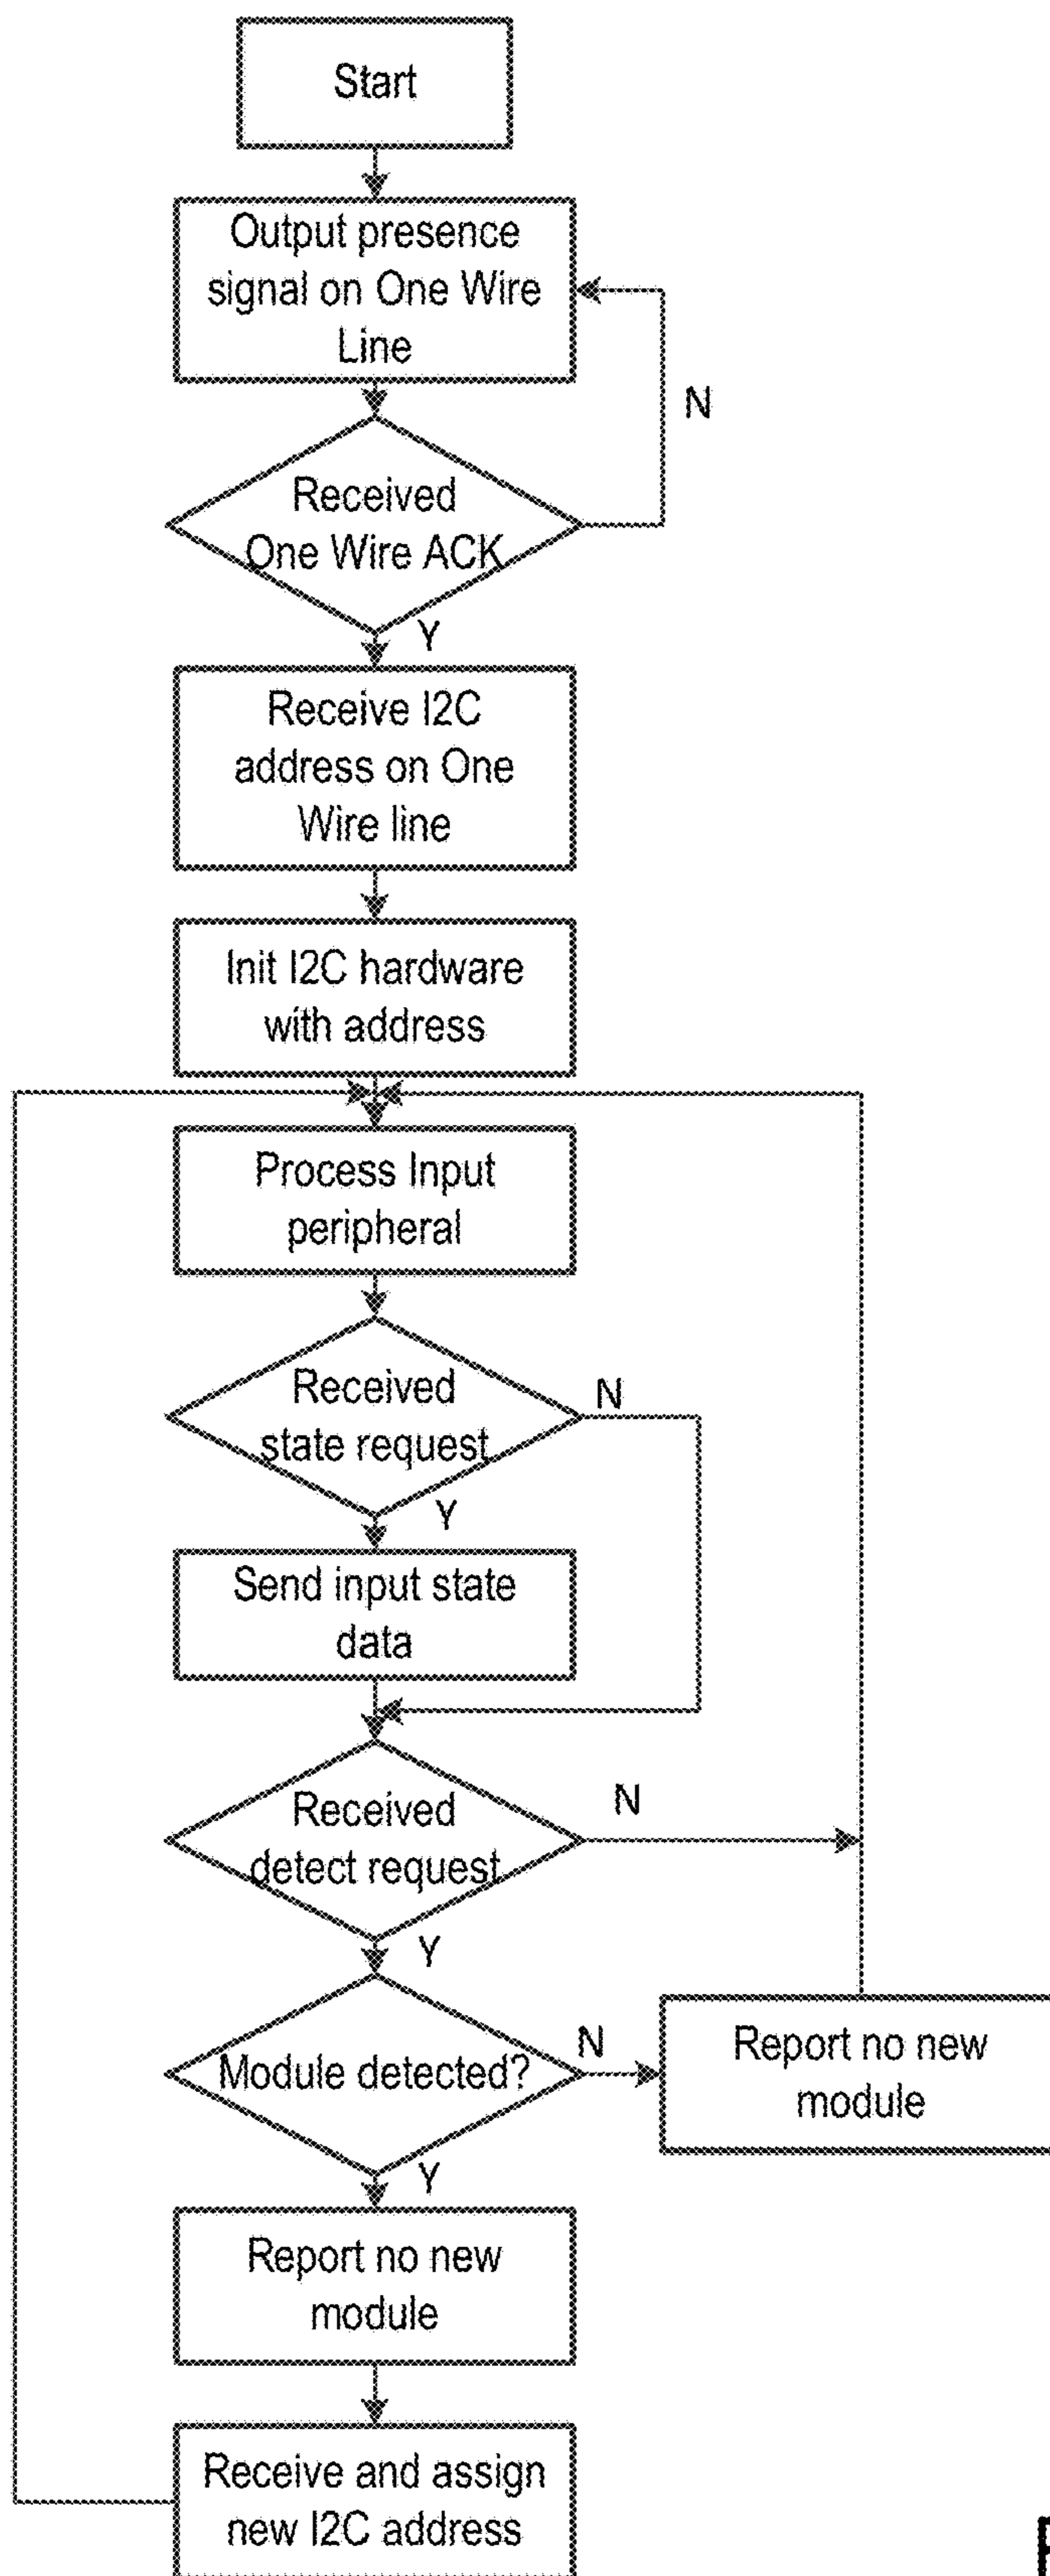 Start
Output presence
signal on One Wire
Line
N
Received
One Wire ACK
Y
Receive I2C
address on One
Wire line
Init I2C hardware
with address
Process Input
peripheral
Received
state request
N
Y
Send input state
data
Received
detect request
N
Y
Module detected?
N
Report no new
module
Y
Report no new
module
Receive and assign
new I2C address